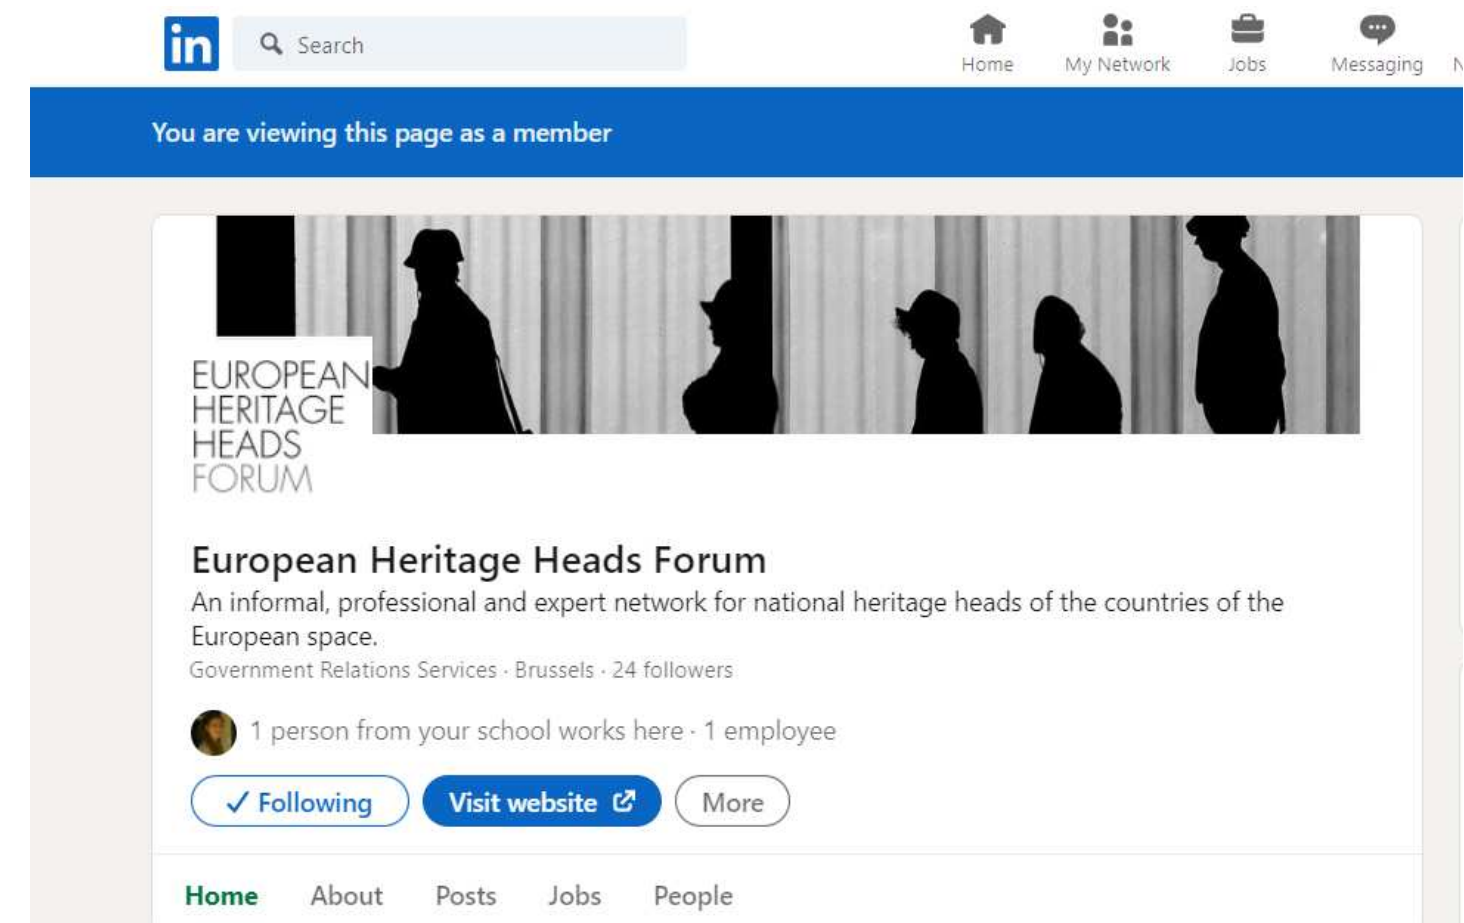 in
Search
Home
My Network
Jobs
Messaging
You are viewing this page as a member
EUROPEAN
HERITAGE
HEADS
FORUM
European Heritage Heads Forum
An informal, professional and expert network for national heritage heads of the countries of the
European space.
Government Relations Services · Brussels · 24 followers
1 person from your school works here · 1 employee
Following
Visit website
More
Home About Posts Jobs People